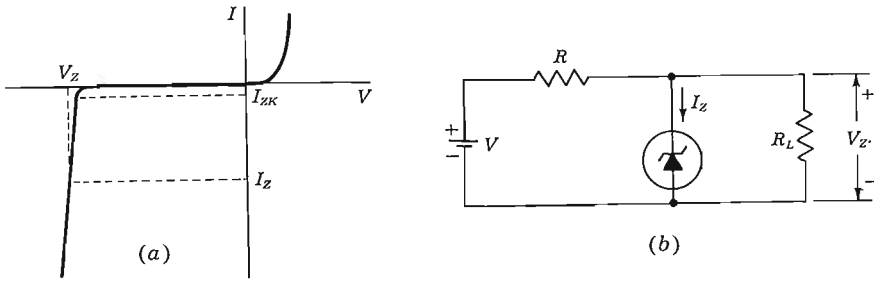 I
V_Z
V
I_ZK
I_Z
(a)
R
+
−
V
I_Z
R_L
+
V_Z.
−
(b)